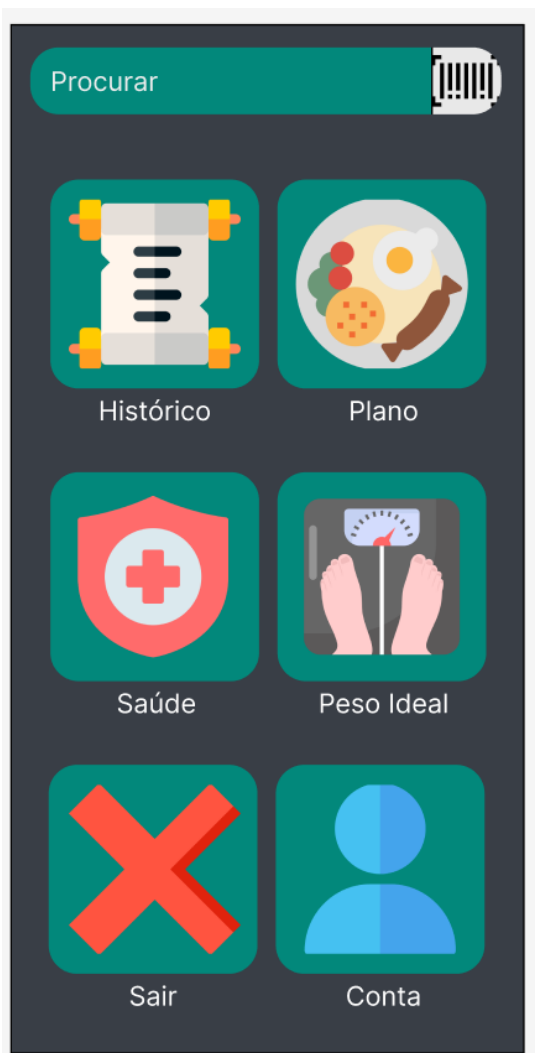 Procurar
Histórico
Plano
Saúde
Peso Ideal
Sair
Conta